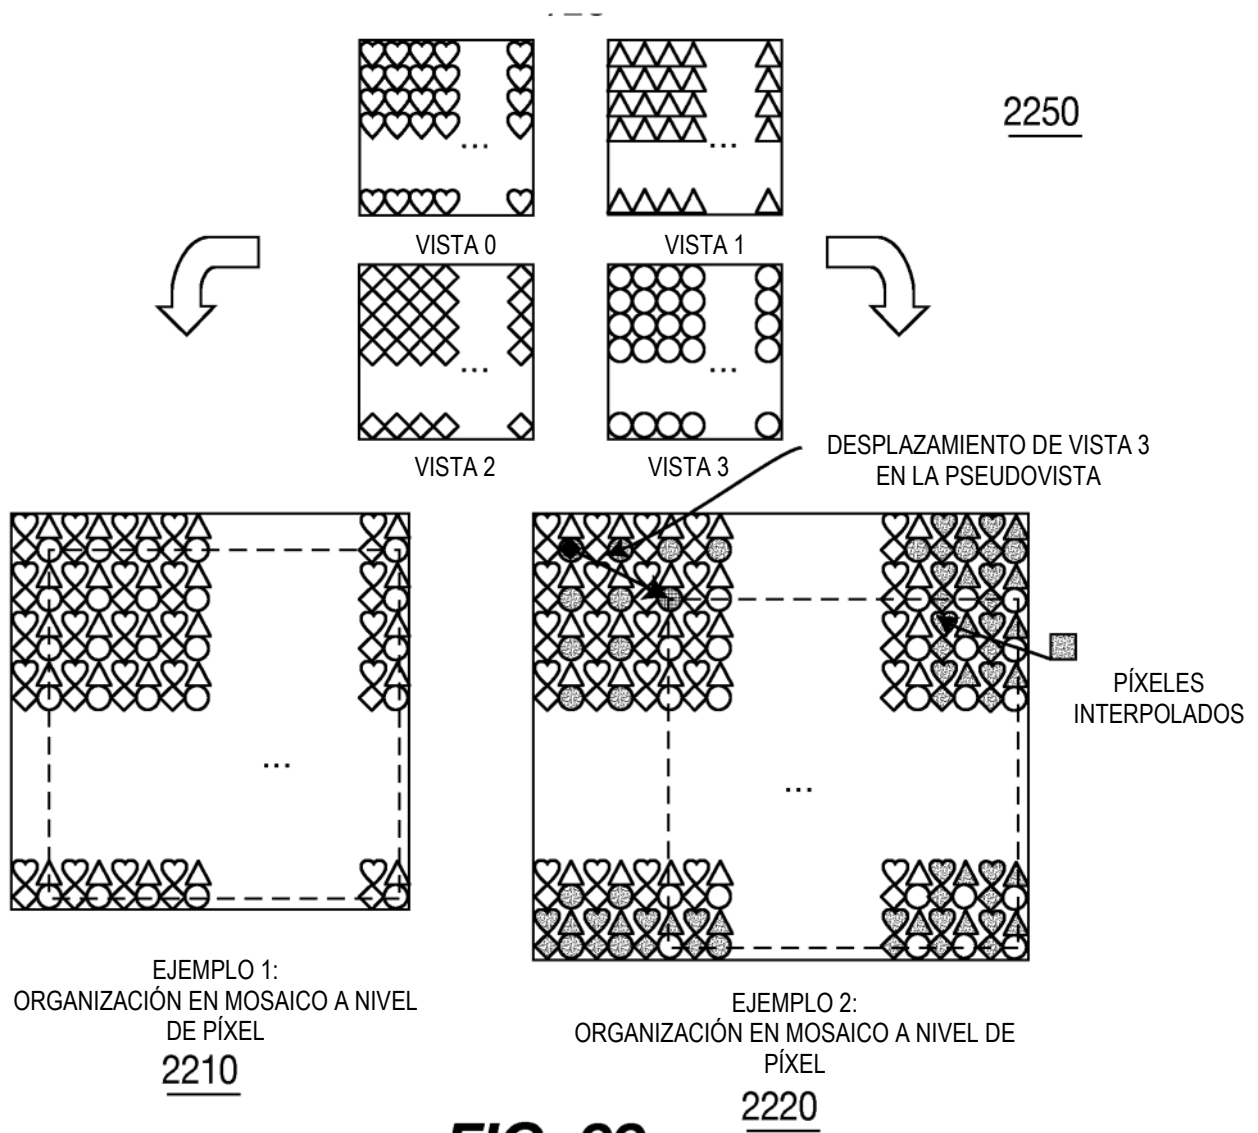 2250
...
...
VISTA 0
VISTA 1
...
...
VISTA 2
VISTA 3
DESPLAZAMIENTO DE VISTA 3
EN LA PSEUDOVISTA
PÍXELES
INTERPOLADOS
...
...
EJEMPLO 1:
ORGANIZACIÓN EN MOSAICO A NIVEL
DE PÍXEL
2210
EJEMPLO 2:
ORGANIZACIÓN EN MOSAICO A NIVEL DE
PÍXEL
2220